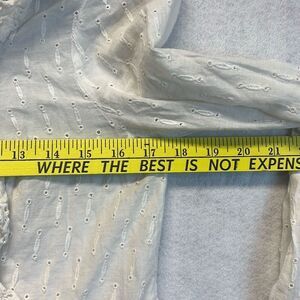 13 14 15 16 17 18 19 20 21
WHERE THE BEST IS NOT EXPENS